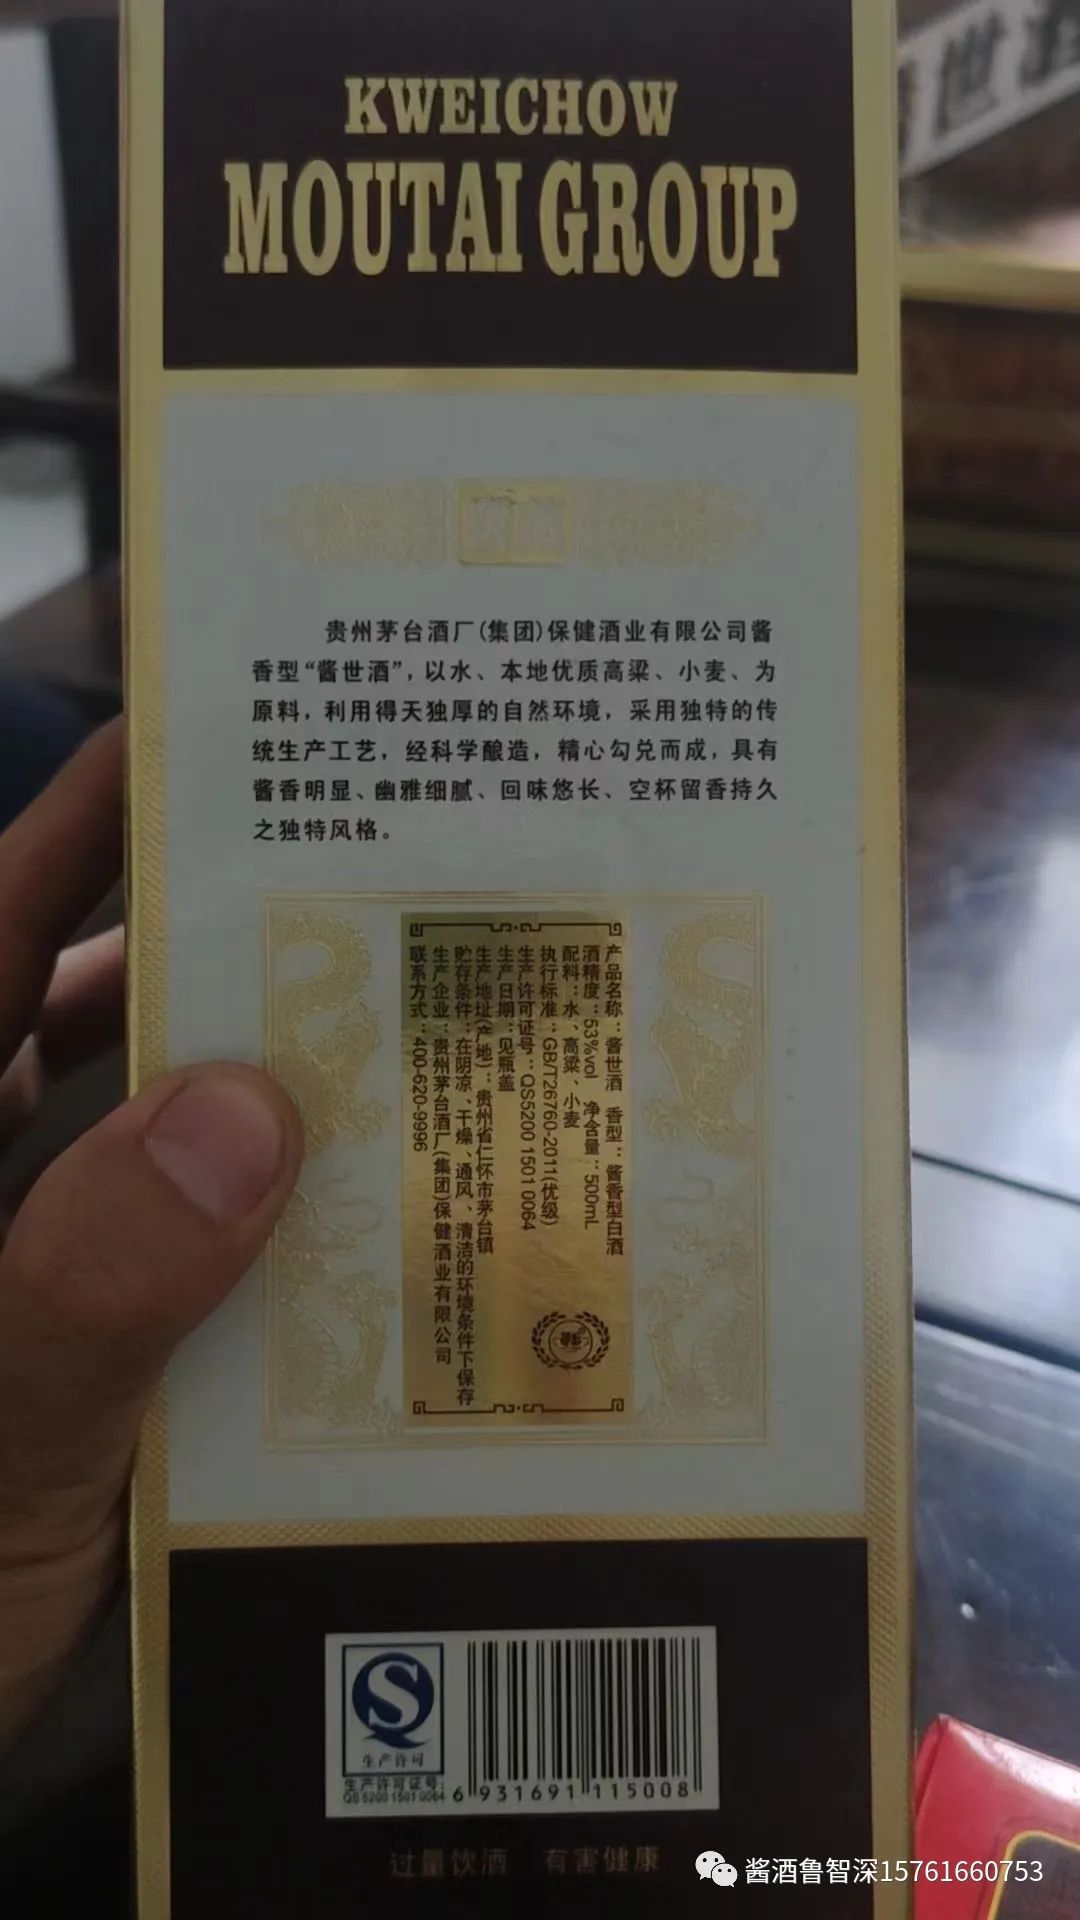 KWEICHOW
MOUTAI GROUP
世酒
贵州茅台酒厂(集团)保健酒业有限公司酱
香型“酱世酒”，以水、本地优质高粱、小麦、为
原料，利用得天独厚的自然环境，采用独特的传
统生产工艺，经科学酿造，精心勾兑而成，具有
酱香明显、幽雅细腻、回味悠长、空杯留香持久
之独特风格。
产品名称：酱世酒 香型：酱香型白酒
酒精度：53%vol 净含量：500mL
配料：水、高粱、小麦
执行标准：GB/T26760-2011(优级)
生产许可证号：QS5200 1501 0064
生产日期：见瓶盖
生产地址(产地)：贵州省仁怀市茅台镇
贮存条件：在阴凉、干燥、通风、清洁的环境条件下保存
生产企业：贵州茅台酒厂(集团)保健酒业有限公司
联系方式：400-620-9996
生产许可
生产许可证号:
QS 5200 1501 0064
6 931691 115008
过量饮酒 有害健康
酱酒鲁智深15761660753